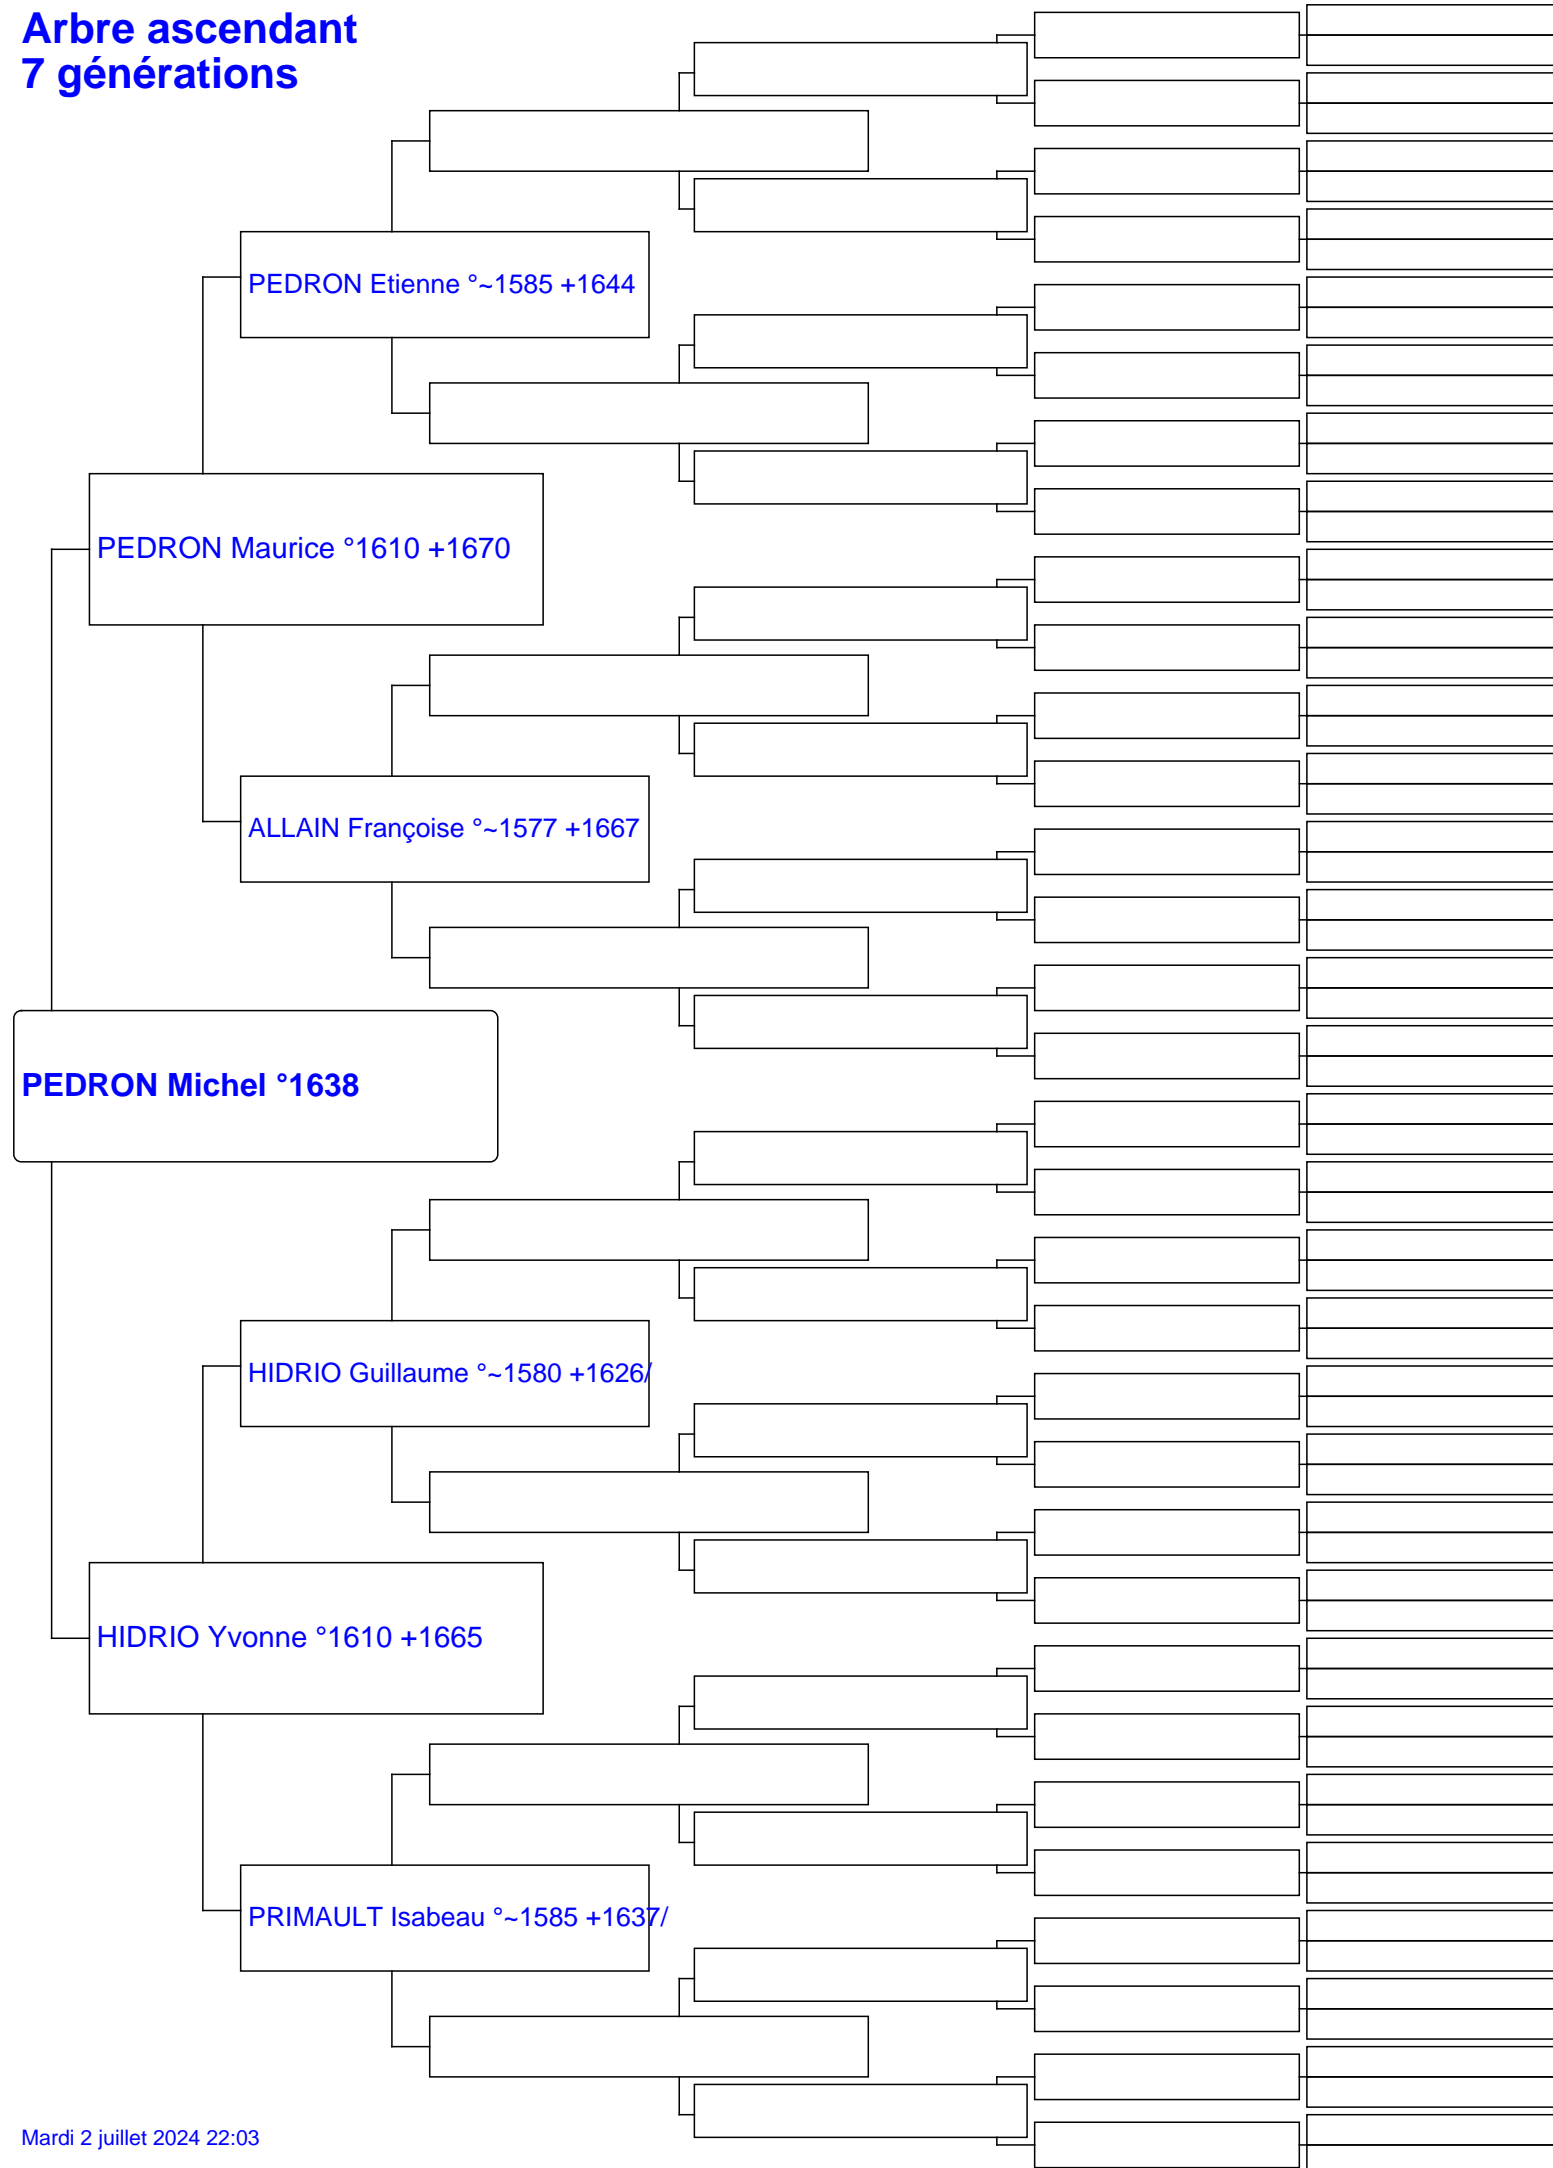 Arbre ascendant
7 générations
PEDRON Etienne °~1585 +1644
PEDRON Maurice °1610 +1670
ALLAIN Françoise °~1577 +1667
PEDRON Michel °1638
HIDRIO Guillaume °~1580 +1626/
HIDRIO Yvonne °1610 +1665
PRIMAULT Isabeau °~1585 +1637/
Mardi 2 juillet 2024 22:03